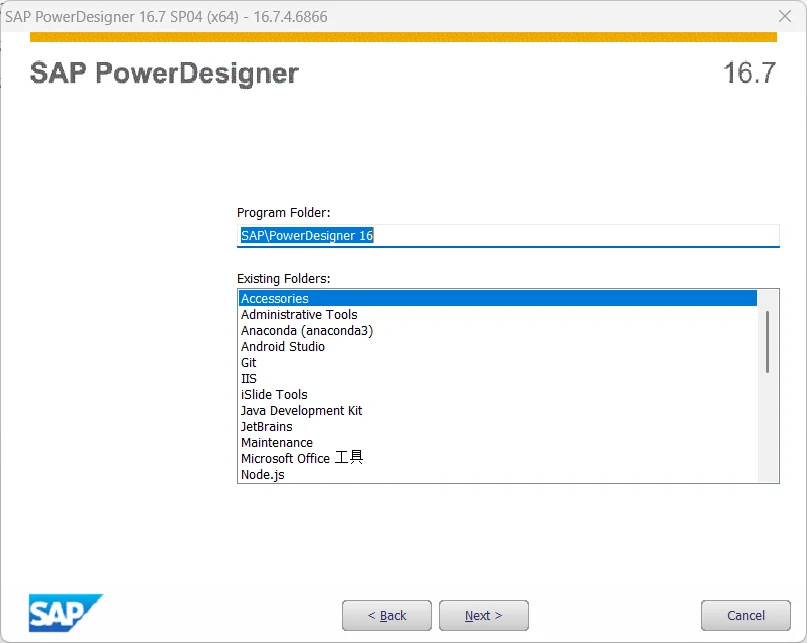 SAP PowerDesigner 16.7 SP04 (x64) - 16.7.4.6866
SAP PowerDesigner 16.7
Program Folder:
SAP\PowerDesigner 16
Existing Folders:
Accessories
Administrative Tools
Anaconda (anaconda3)
Android Studio
Git
IIS
iSlide Tools
Java Development Kit
JetBrains
Maintenance
Microsoft Office 工具
Node.js
SAP
< Back Next > Cancel